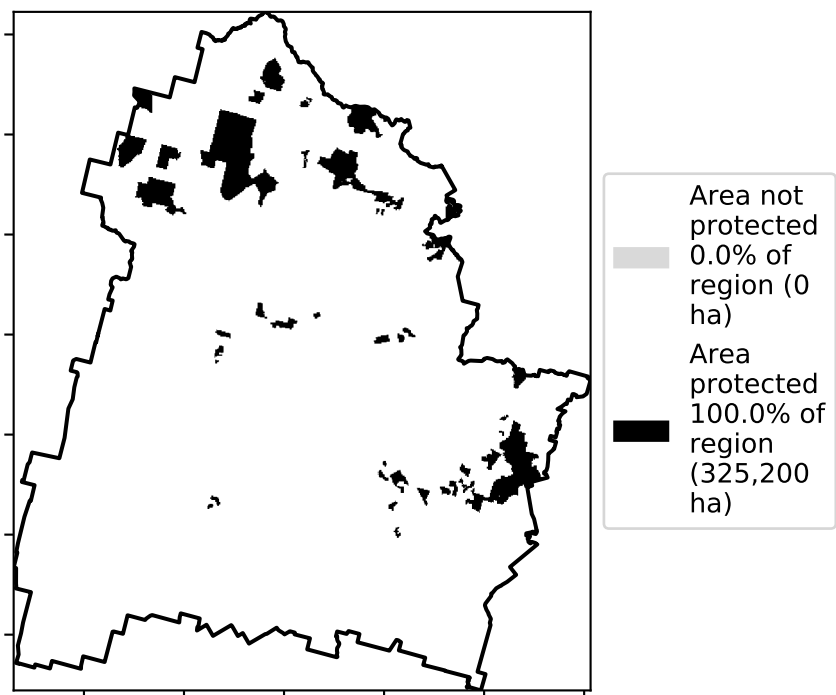 Area not
protected
0.0% of
region (0
ha)
Area
protected
100.0% of
region
(325,200
ha)